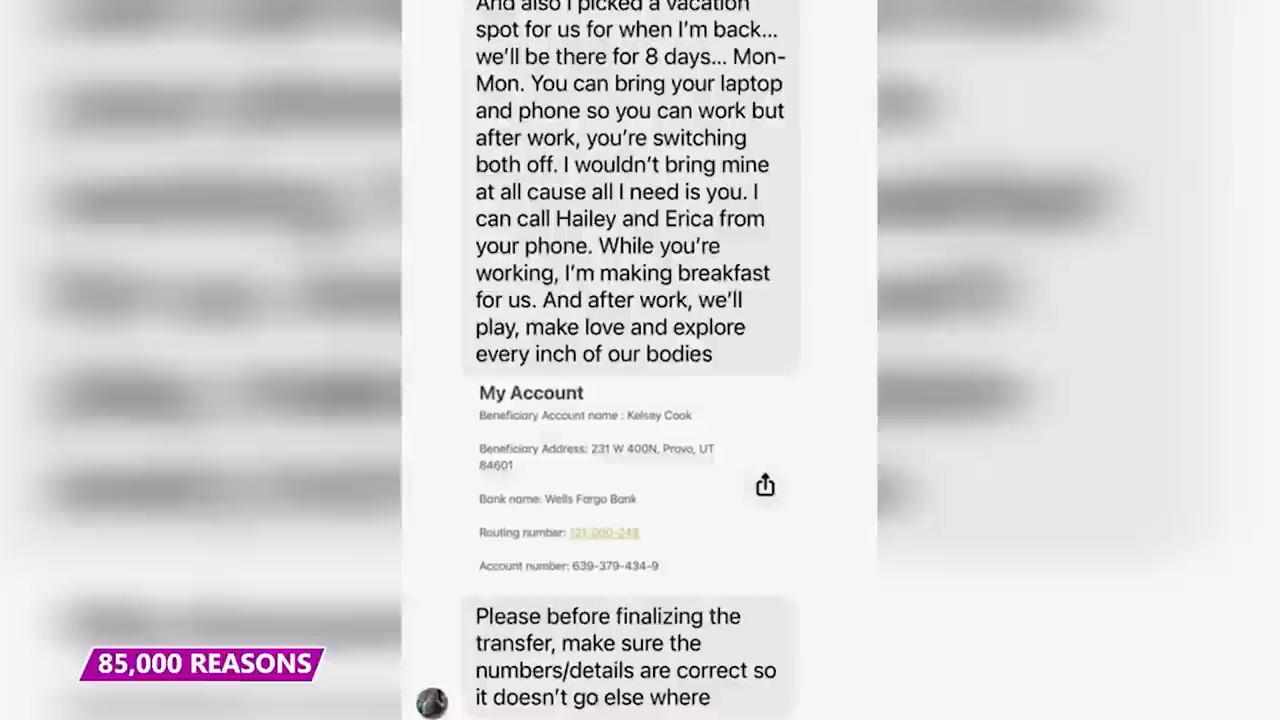 And also I picked a vacation
spot for us for when I'm back...
we'll be there for 8 days... Mon-
Mon. You can bring your laptop
and phone so you can work but
after work, you're switching
both off. I wouldn't bring mine
at all cause all I need is you. I
can call Hailey and Erica from
your phone. While you're
working, I'm making breakfast
for us. And after work, we'll
play, make love and explore
every inch of our bodies
My Account
Beneficiary Account name : Kelsey Cook
Beneficiary Address: 231 W 400N, Provo, UT
84601
Bank name: Wells Fargo Bank
Routing number: 121-000-248
Account number: 639-379-434-9
Please before finalizing the
transfer, make sure the
numbers/details are correct so
it doesn't go else where
85,000 REASONS